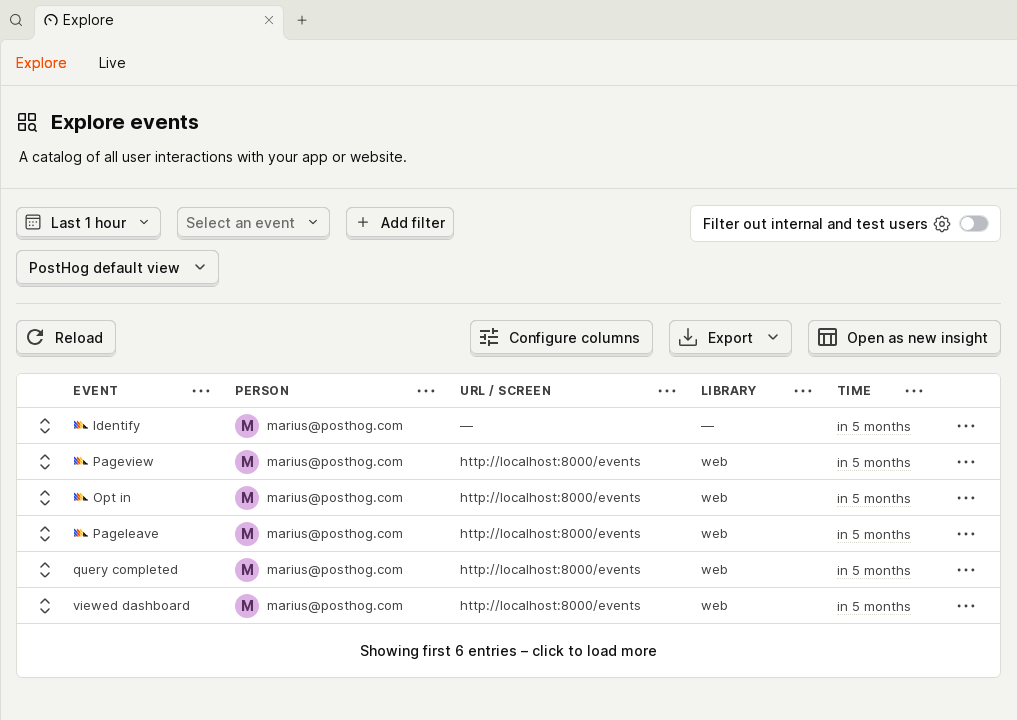 Explore
Explore Live
Explore events
A catalog of all user interactions with your app or website.
Last 1 hour Select an event Add filter Filter out internal and test users
PostHog default view
Reload Configure columns Export Open as new insight
EVENT PERSON URL / SCREEN LIBRARY TIME
Identify M marius@posthog.com — — in 5 months
Pageview M marius@posthog.com http://localhost:8000/events web in 5 months
Opt in M marius@posthog.com http://localhost:8000/events web in 5 months
Pageleave M marius@posthog.com http://localhost:8000/events web in 5 months
query completed M marius@posthog.com http://localhost:8000/events web in 5 months
viewed dashboard M marius@posthog.com http://localhost:8000/events web in 5 months
Showing first 6 entries – click to load more